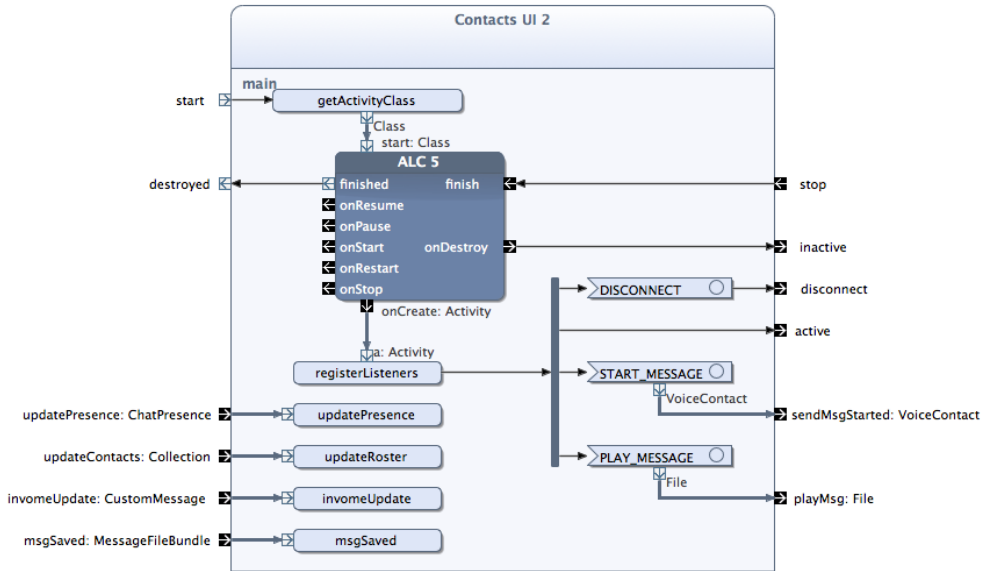 Contacts UI 2
main
start
getActivityClass
Class
start: Class
ALC 5
destroyed
finished
finish
stop
onResume
onPause
onStart
onDestroy
inactive
onRestart
onStop
DISCONNECT
disconnect
onCreate: Activity
active
a: Activity
registerListeners
START_MESSAGE
VoiceContact
updatePresence: ChatPresence
updatePresence
sendMsgStarted: VoiceContact
updateContacts: Collection
updateRoster
PLAY_MESSAGE
File
invomeUpdate: CustomMessage
invomeUpdate
playMsg: File
msgSaved: MessageFileBundle
msgSaved